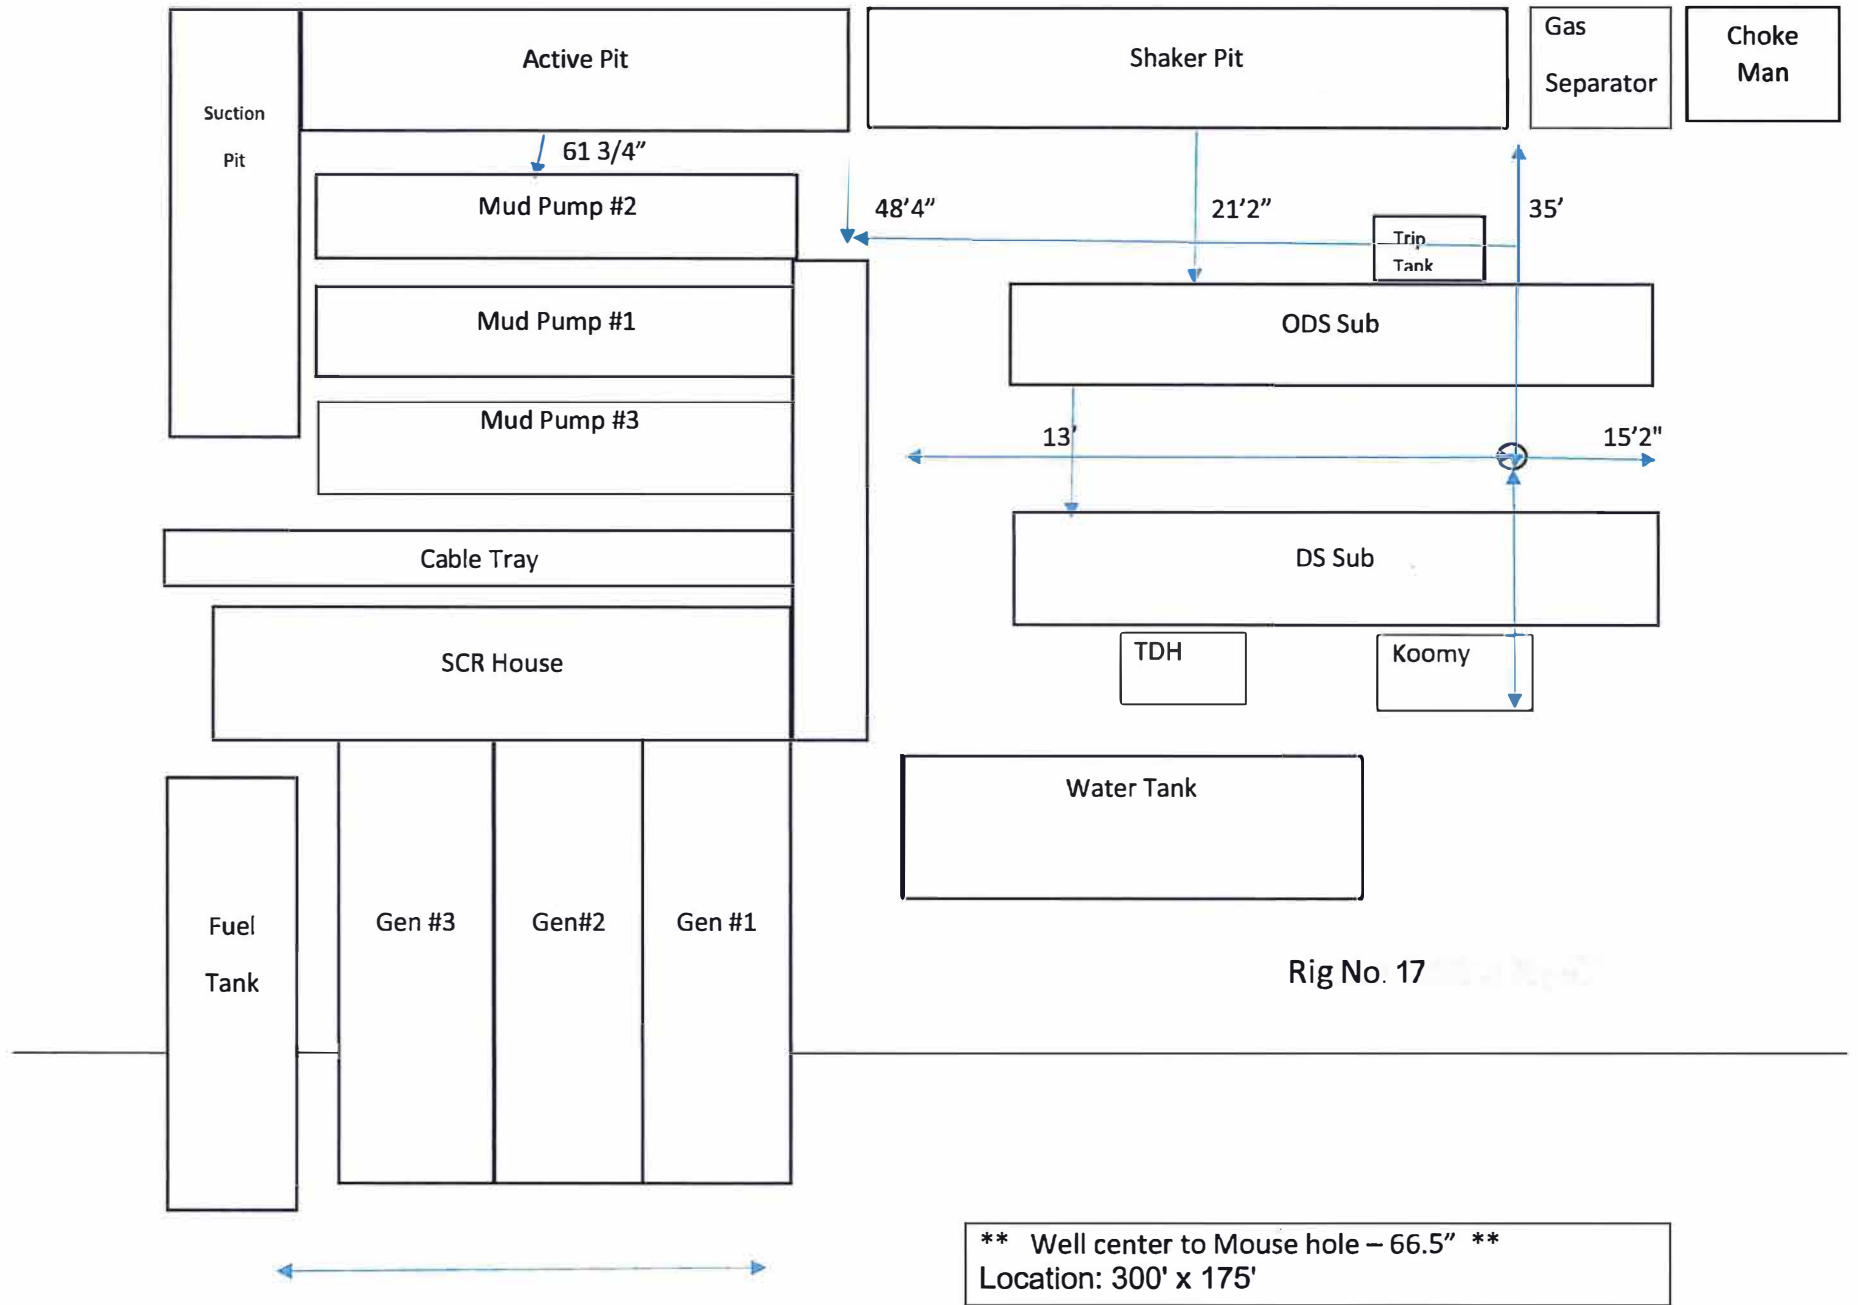 Active Pit
Shaker Pit
Gas
Separator
Choke
Man
Suction
Pit
61 3/4”
Mud Pump #2
48'4”
21'2”
35'
Trip
Tank
Mud Pump #1
ODS Sub
Mud Pump #3
13'
15'2"
Cable Tray
DS Sub
SCR House
TDH
Koomy
Water Tank
Fuel
Tank
Gen #3
Gen#2
Gen #1
Rig No. 17
** Well center to Mouse hole – 66.5” **
Location: 300' x 175'